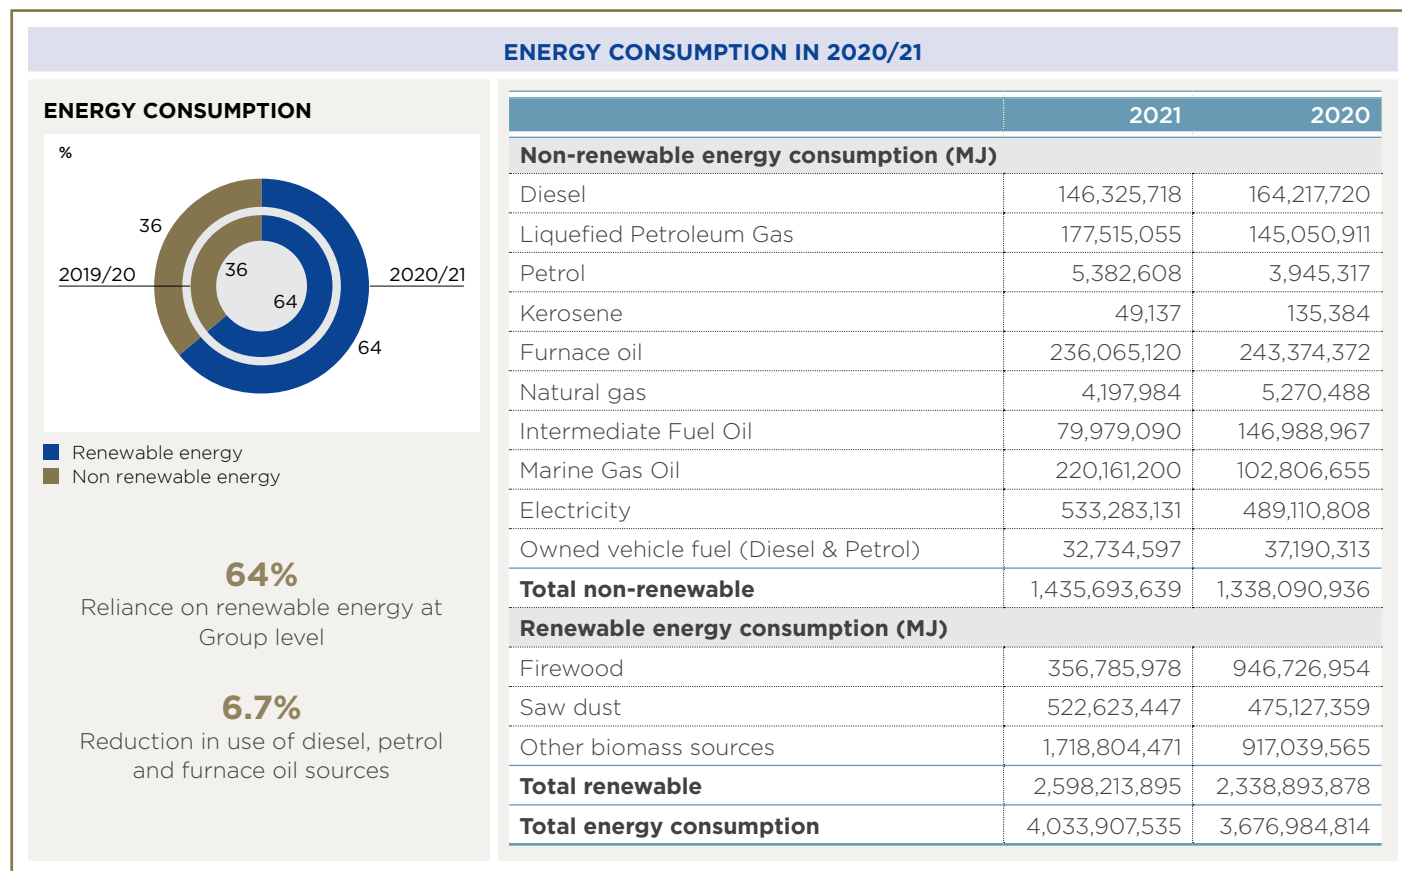 ENERGY CONSUMPTION IN 2020/21
ENERGY CONSUMPTION
%
36
2019/20
36
2020/21
64
64
Renewable energy
Non renewable energy
64%
Reliance on renewable energy at
Group level
6.7%
Reduction in use of diesel, petrol
and furnace oil sources
2021 2020
Non-renewable energy consumption (MJ)
Diesel 146,325,718 164,217,720
Liquefied Petroleum Gas 177,515,055 145,050,911
Petrol 5,382,608 3,945,317
Kerosene 49,137 135,384
Furnace oil 236,065,120 243,374,372
Natural gas 4,197,984 5,270,488
Intermediate Fuel Oil 79,979,090 146,988,967
Marine Gas Oil 220,161,200 102,806,655
Electricity 533,283,131 489,110,808
Owned vehicle fuel (Diesel & Petrol) 32,734,597 37,190,313
Total non-renewable 1,435,693,639 1,338,090,936
Renewable energy consumption (MJ)
Firewood 356,785,978 946,726,954
Saw dust 522,623,447 475,127,359
Other biomass sources 1,718,804,471 917,039,565
Total renewable 2,598,213,895 2,338,893,878
Total energy consumption 4,033,907,535 3,676,984,814